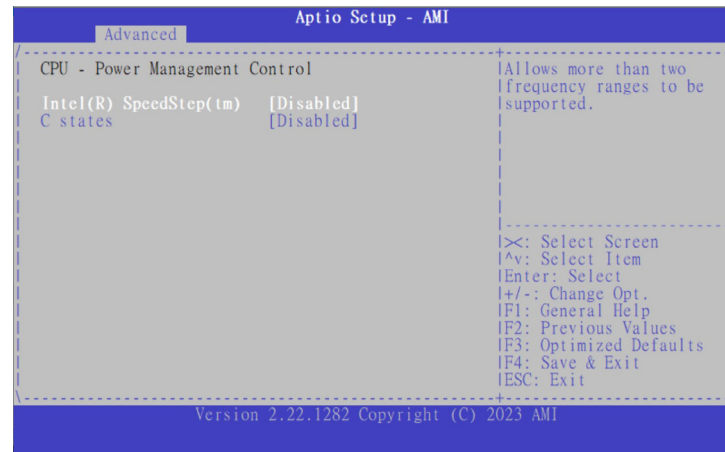 Aptio Setup - AMI
Advanced
CPU - Power Management Control
Intel(R) SpeedStep(tm) [Disabled]
C states [Disabled]
Allows more than two
frequency ranges to be
supported.
><: Select Screen
^v: Select Item
Enter: Select
+/-: Change Opt.
F1: General Help
F2: Previous Values
F3: Optimized Defaults
F4: Save & Exit
ESC: Exit
Version 2.22.1282 Copyright (C) 2023 AMI